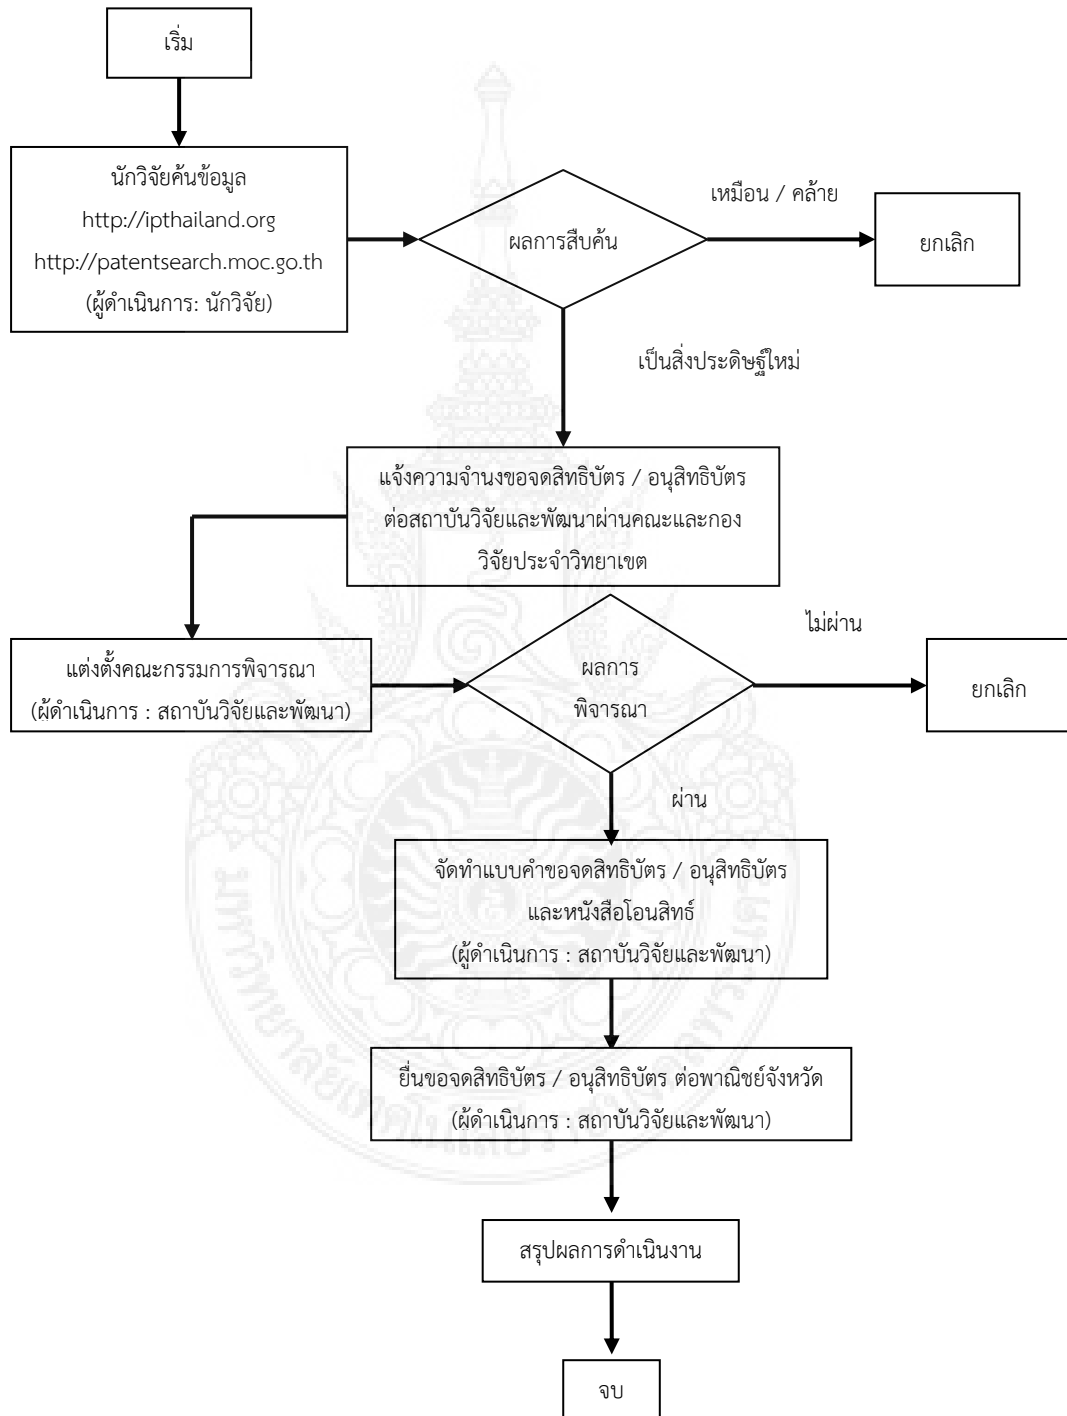 เริ่ม
นักวิจัยค้นข้อมูล
http://ipthailand.org
http://patentsearch.moc.go.th
(ผู้ดำเนินการ: นักวิจัย)
ผลการสืบค้น
เหมือน / คล้าย
ยกเลิก
เป็นสิ่งประดิษฐ์ใหม่
แจ้งความจำนงขอจดสิทธิบัตร / อนุสิทธิบัตร
ต่อสถาบันวิจัยและพัฒนาผ่านคณะและกอง
วิจัยประจำวิทยาเขต
แต่งตั้งคณะกรรมการพิจารณา
(ผู้ดำเนินการ : สถาบันวิจัยและพัฒนา)
ผลการ
พิจารณา
ไม่ผ่าน
ยกเลิก
ผ่าน
จัดทำแบบคำขอจดสิทธิบัตร / อนุสิทธิบัตร
และหนังสือโอนสิทธ์
(ผู้ดำเนินการ : สถาบันวิจัยและพัฒนา)
ยื่นขอจดสิทธิบัตร / อนุสิทธิบัตร ต่อพาณิชย์จังหวัด
(ผู้ดำเนินการ : สถาบันวิจัยและพัฒนา)
สรุปผลการดำเนินงาน
จบ